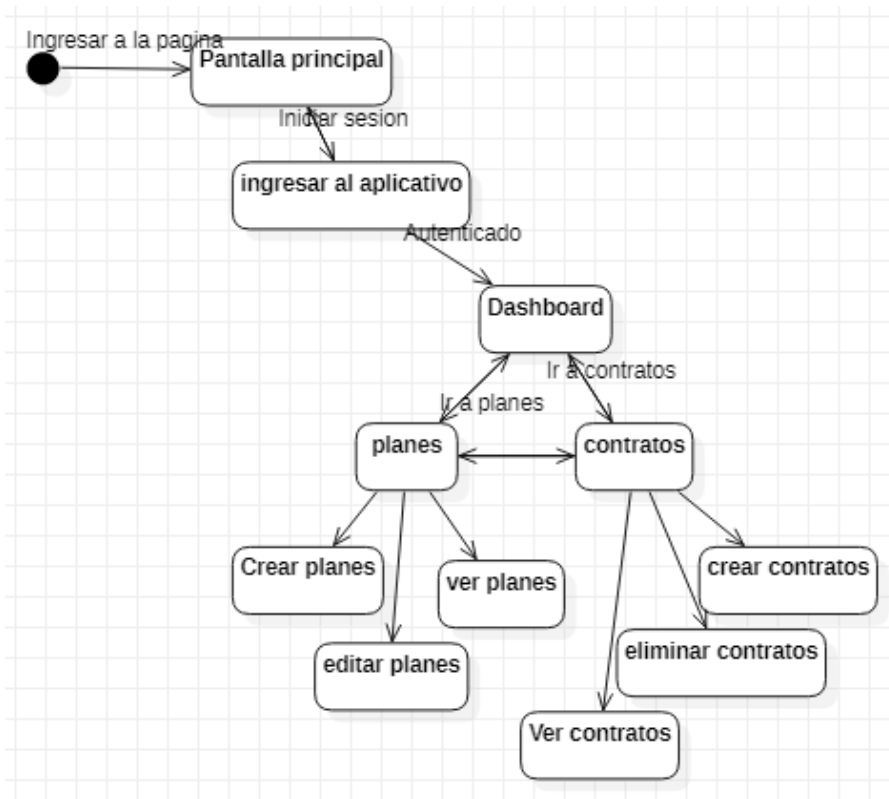 Ingresar a la pagina
Pantalla principal
Iniciar sesion
ingresar al aplicativo
Autenticado
Dashboard
Ir a contratos
Ir a planes
planes
contratos
Crear planes
ver planes
crear contratos
editar planes
eliminar contratos
Ver contratos